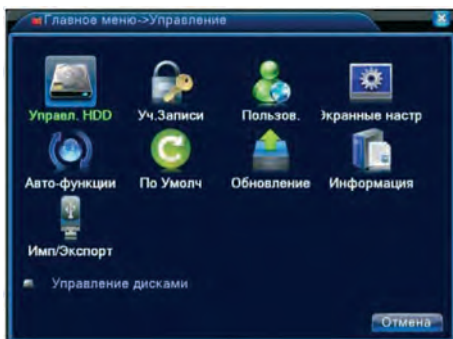 Главное меню->Управление
Управл. HDD Уч.Записи Пользов. Экранные настр
Авто-функции По Умолч Обновление Информация
Имп/Экспорт
Управление дисками
Отмена